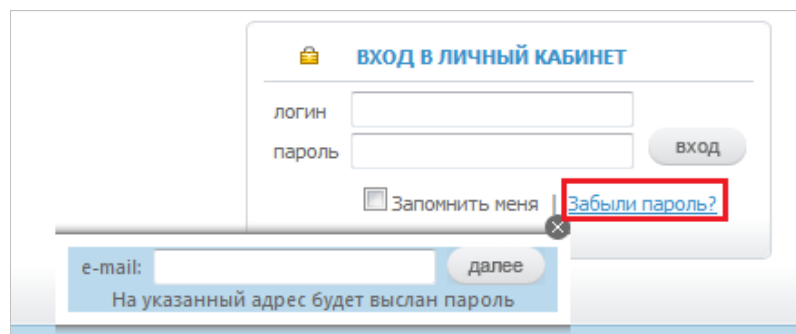 ВХОД В ЛИЧНЫЙ КАБИНЕТ
логин
пароль
вход
Запомнить меня | Забыли пароль?
e-mail: далее
На указанный адрес будет выслан пароль